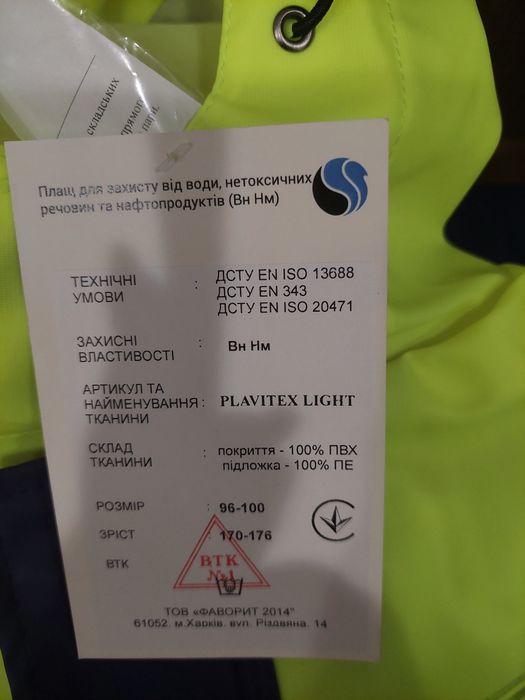 складських
прямом
Плащ для захисту від води, нетоксичних
речовин та нафтопродуктів (Вн Нм)
ТЕХНІЧНІ УМОВИ : ДСТУ EN ISO 13688
ДСТУ EN 343
ДСТУ EN ISO 20471
ЗАХИСНІ ВЛАСТИВОСТІ : Вн Нм
АРТИКУЛ ТА НАЙМЕНУВАННЯ ТКАНИНИ : PLAVITEX LIGHT
СКЛАД ТКАНИНИ : покриття - 100% ПВХ
підложка - 100% ПЕ
РОЗМІР : 96-100
ЗРІСТ : 170-176
ВТК
ВТК
№1
ТОВ «ФАВОРИТ 2014"
61052, м.Харків, вул. Різдвяна, 14